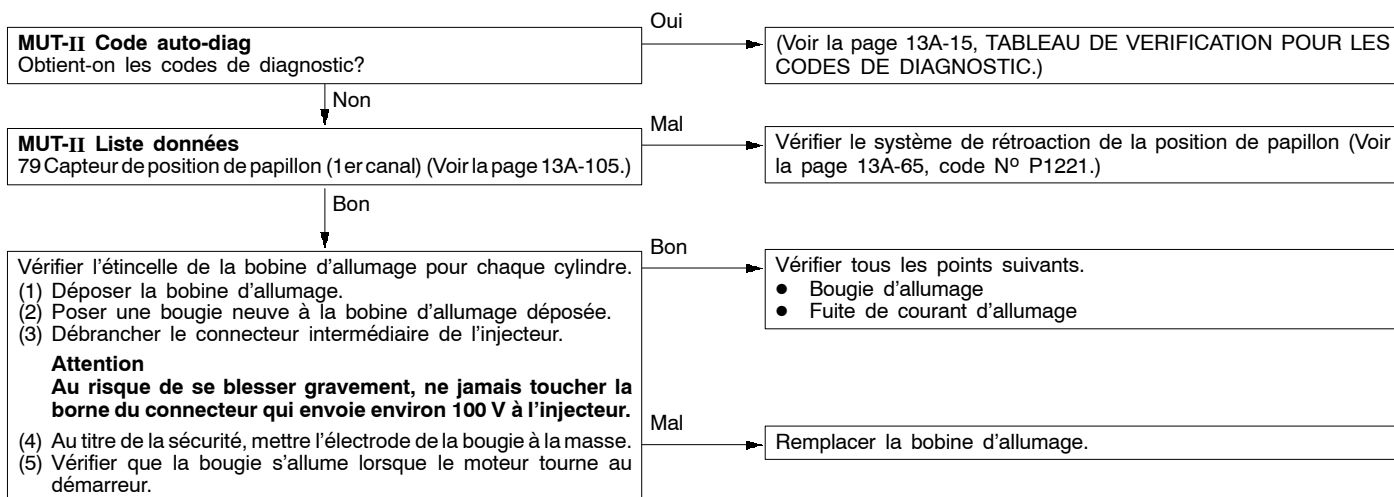 MUT-II Code auto-diag
Obtient-on les codes de diagnostic?
Oui
(Voir la page 13A-15, TABLEAU DE VERIFICATION POUR LES
CODES DE DIAGNOSTIC.)
Non
MUT-II Liste données
79 Capteur de position de papillon (1er canal) (Voir la page 13A-105.)
Mal
Vérifier le système de rétroaction de la position de papillon (Voir
la page 13A-65, code Nº P1221.)
Bon
Vérifier l'étincelle de la bobine d'allumage pour chaque cylindre.
(1) Déposer la bobine d'allumage.
(2) Poser une bougie neuve à la bobine d'allumage déposée.
(3) Débrancher le connecteur intermédiaire de l'injecteur.
Attention
Au risque de se blesser gravement, ne jamais toucher la
borne du connecteur qui envoie environ 100 V à l'injecteur.
(4) Au titre de la sécurité, mettre l'électrode de la bougie à la masse.
(5) Vérifier que la bougie s'allume lorsque le moteur tourne au
démarreur.
Bon
Vérifier tous les points suivants.
● Bougie d'allumage
● Fuite de courant d'allumage
Mal
Remplacer la bobine d'allumage.